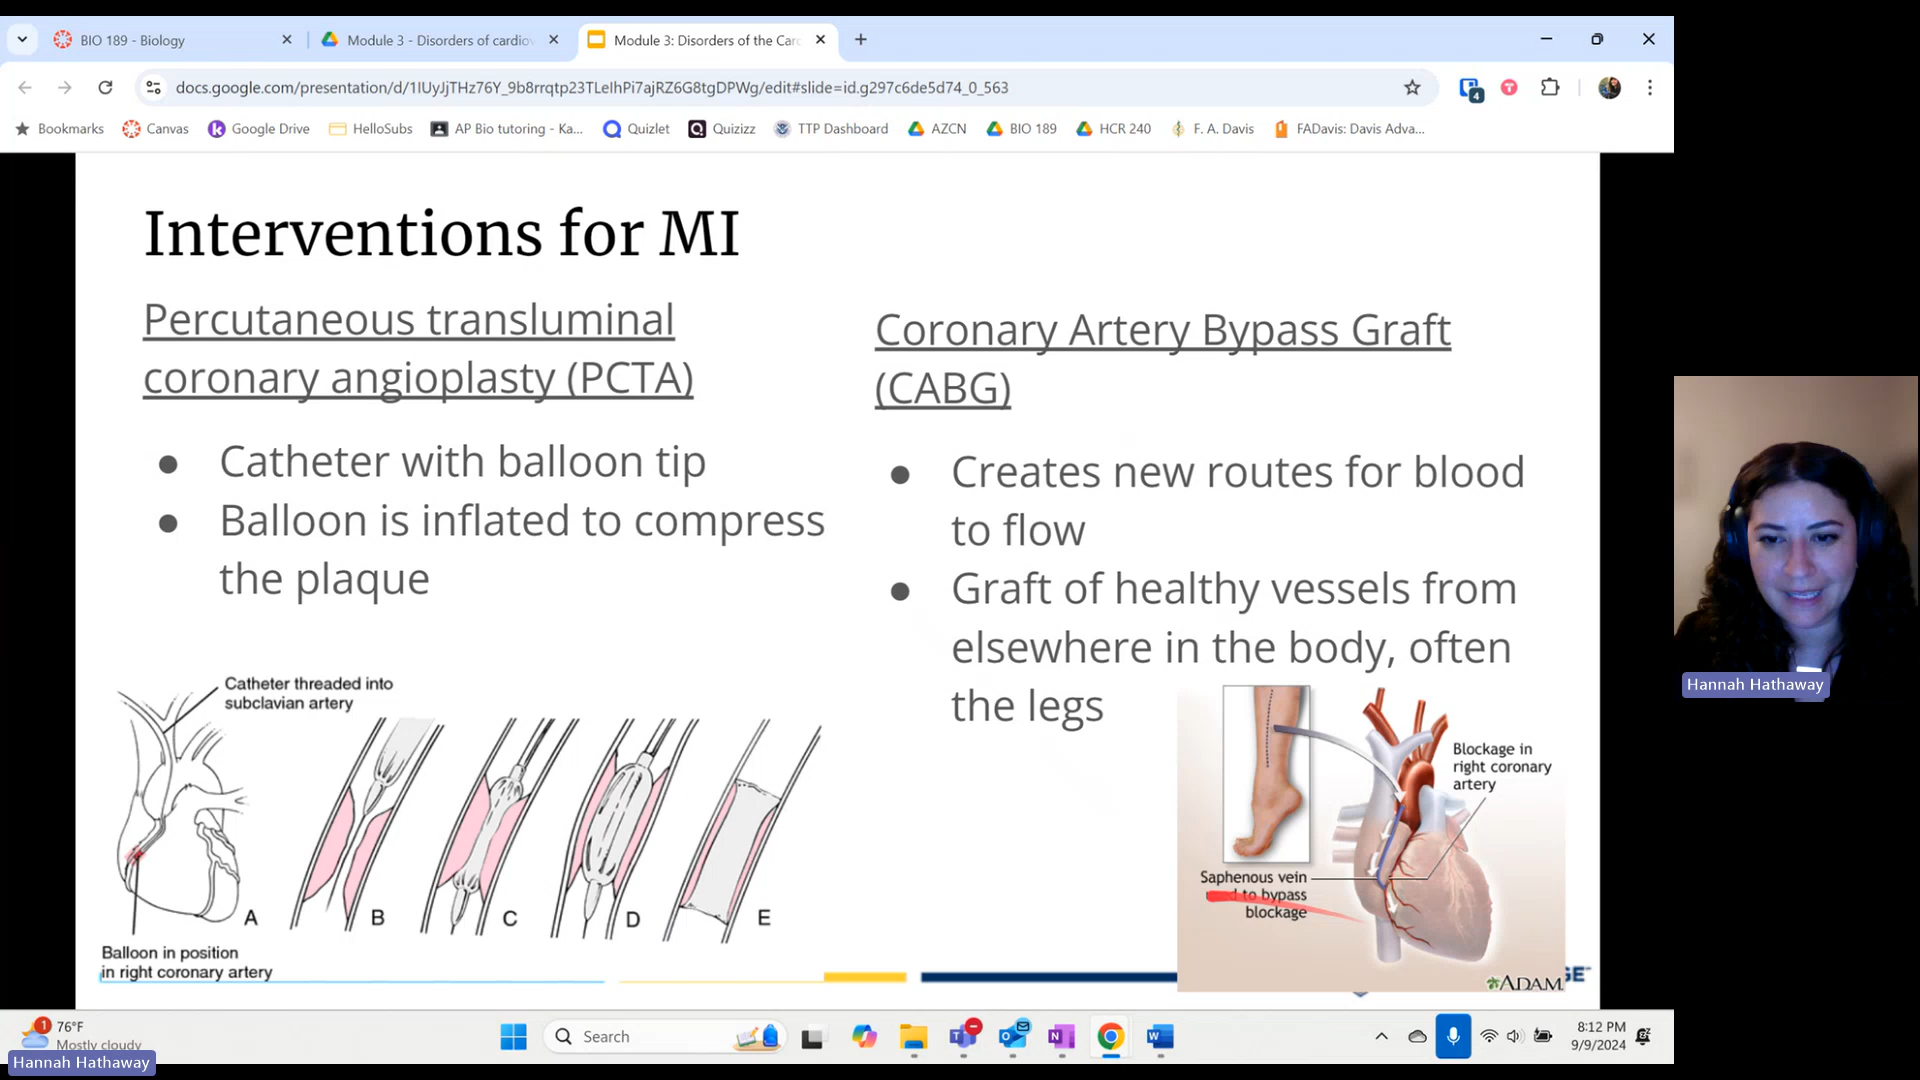 BIO 189 - Biology
Module 3 - Disorders of cardiov
Module 3: Disorders of the Car
docs.google.com/presentation/d/1IUyJjTHz76Y_9b8rrqtp23TLeIhPi7ajRZ6G8tgDPWg/edit#slide=id.g297c6de5d74_0_563
4
Bookmarks
Canvas
Google Drive
HelloSubs
AP Bio tutoring - Ka...
Quizlet
Quizizz
TTP Dashboard
AZCN
BIO 189
HCR 240
F. A. Davis
FADavis: Davis Adva...
Interventions for MI
Percutaneous transluminal
coronary angioplasty (PCTA)
● Catheter with balloon tip
● Balloon is inflated to compress
the plaque
Catheter threaded into
subclavian artery
A
B
C
D
E
Balloon in position
in right coronary artery
Coronary Artery Bypass Graft
(CABG)
● Creates new routes for blood
to flow
● Graft of healthy vessels from
elsewhere in the body, often
the legs
Blockage in
right coronary
artery
Saphenous vein
to bypass
blockage
ADAM
GE
Hannah Hathaway
1
76°F
Mostly cloudy
Search
8:12 PM
9/9/2024
Hannah Hathaway